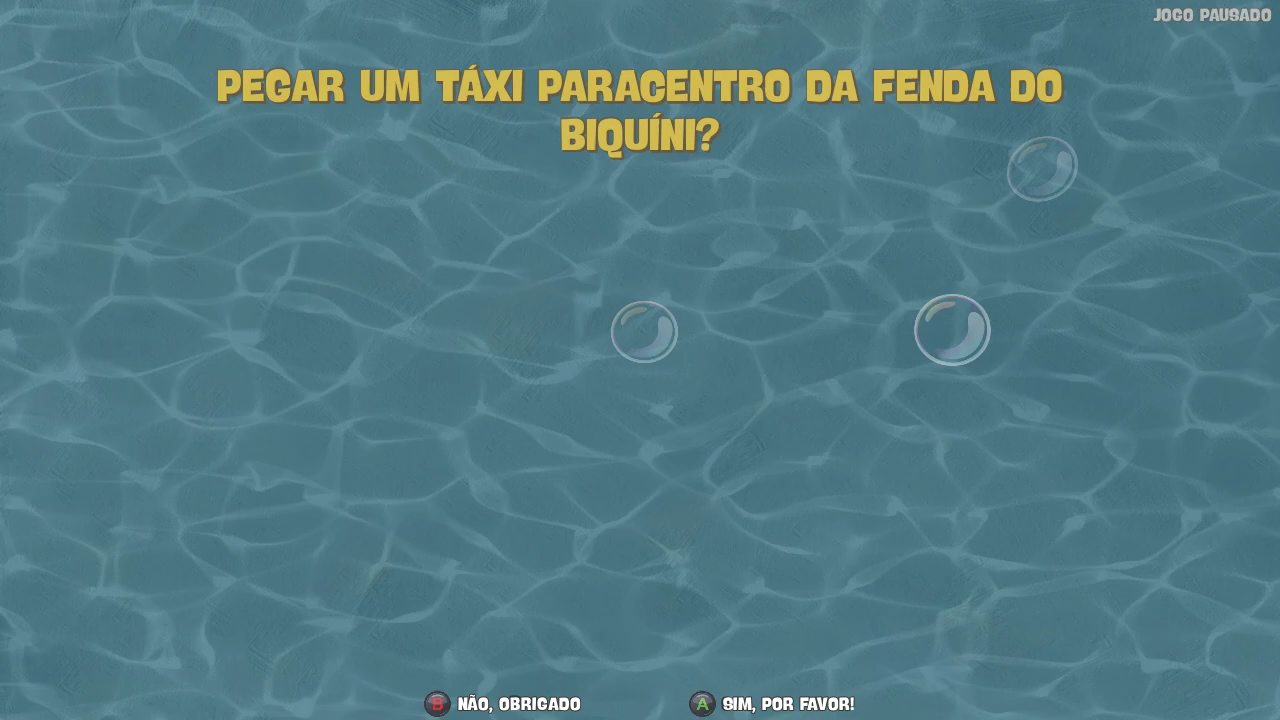 JOGO PAUSADO
PEGAR UM TÁXI PARACENTRO DA FENDA DO
BIQUÍNI?
B NÃO, OBRIGADO
A SIM, POR FAVOR!